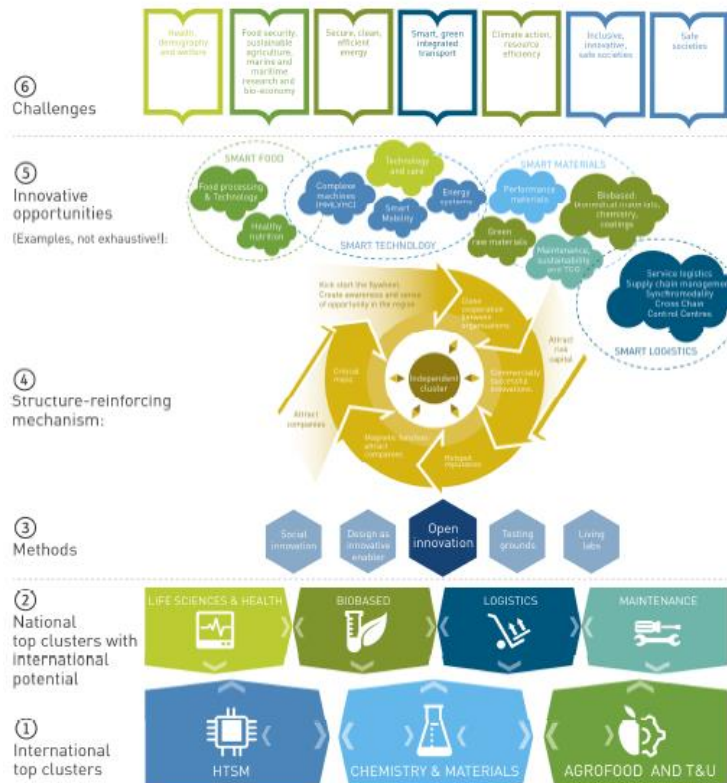 Health,
demography
and welfare
Food security,
sustainable
agriculture,
marine and
maritime
research and
bio-economy
Secure, clean,
efficient
energy
Smart, green
integrated
transport
Climate action,
resource
efficiency
Inclusive,
innovative,
safe societies
Safe
societies
6
Challenges
SMART FOOD
Technology
and care
SMART MATERIALS
5
Innovative
opportunities
(Examples, not exhaustive!):
Food processing
& Technology
Healthy
nutrition
Complexe
machines
Smart
Mobility
Energy
systems
SMART TECHNOLOGY
Performance
materials
Green
raw materials
Biobased:
chemistry,
coatings
Maintenance,
sustainability
and TCO
Service logistics
Supply chain management
Synchromodality
Cross Chain
Control Centres
SMART LOGISTICS
Kick start the flywheel.
Create awareness and sense
of opportunity in the region
Close
cooperation
between
organisations
Attract
risk
capital
4
Structure-reinforcing
mechanism:
Critical
mass
Independent
cluster
Commercially
successful
innovations
Attract
companies
Magnetic function:
attract
companies
Hotspot
reputation
3
Methods
Social
innovation
Design as
innovative
enabler
Open
innovation
Testing
grounds
Living
labs
2
National
top clusters with
international
potential
LIFE SCIENCES & HEALTH
BIOBASED
LOGISTICS
MAINTENANCE
1
International
top clusters
HTSM
CHEMISTRY & MATERIALS
AGROFOOD AND T&U